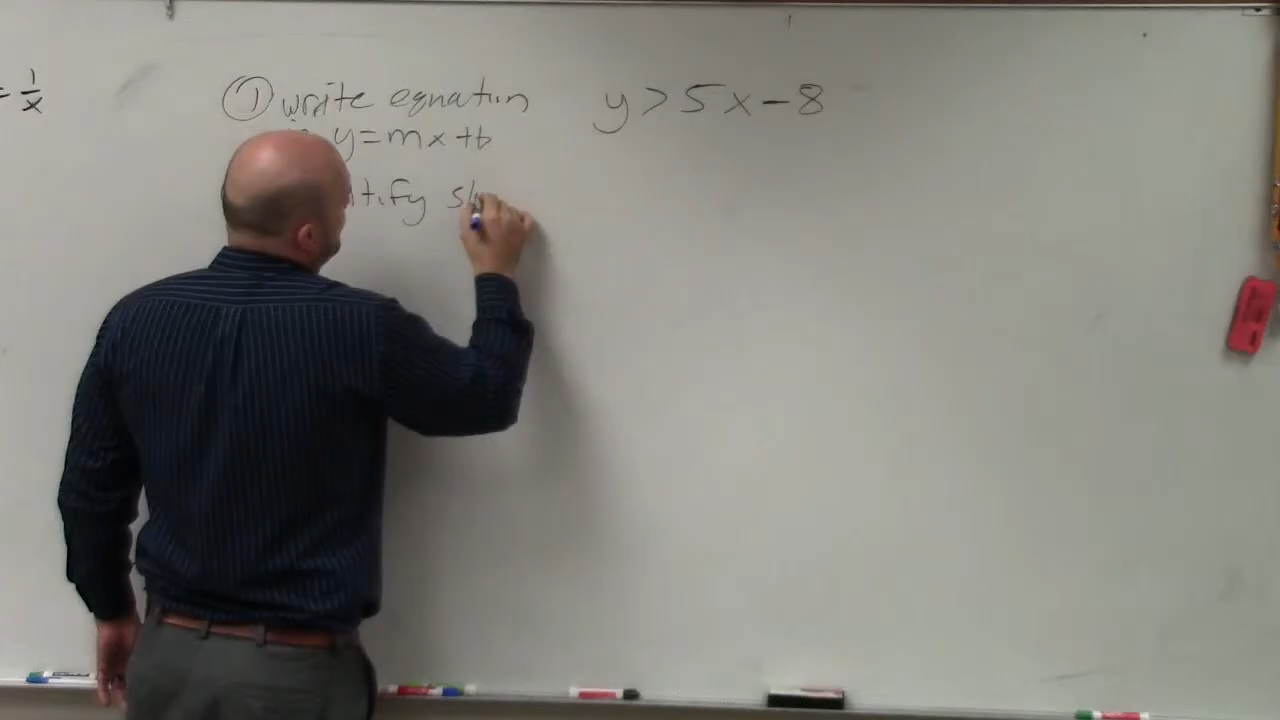 = 1/x
① write equation
y = mx + b
y > 5x - 8